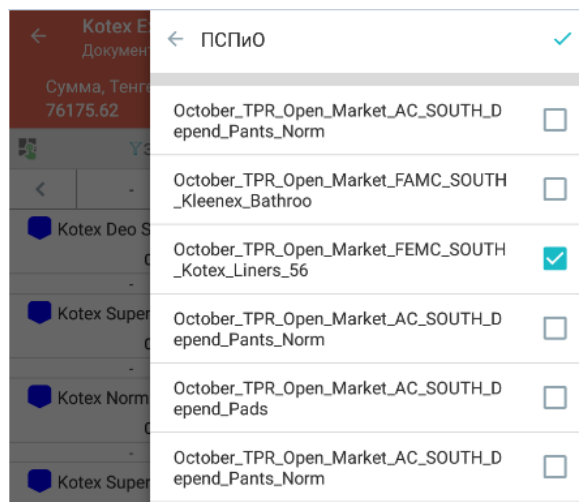 Kotex E
Документ
Сумма, Тенге
76175.62
-
Kotex Deo S
-
Kotex Super
-
Kotex Norm
-
Kotex Super
ПСПиО
October_TPR_Open_Market_AC_SOUTH_D
epend_Pants_Norm
October_TPR_Open_Market_FAMC_SOUTH
_Kleenex_Bathroo
October_TPR_Open_Market_FEMC_SOUTH
_Kotex_Liners_56
October_TPR_Open_Market_AC_SOUTH_D
epend_Pants_Norm
October_TPR_Open_Market_AC_SOUTH_D
epend_Pads
October_TPR_Open_Market_AC_SOUTH_D
epend_Pants_Norm